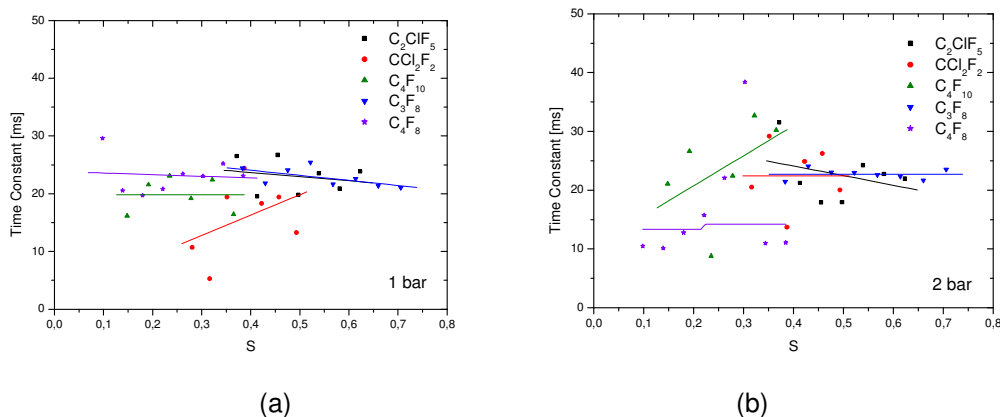 50
40
30
20
10
0
Time Constant [ms]
0,0 0,1 0,2 0,3 0,4 0,5 0,6 0,7 0,8
S
C₂ClF₅
CCl₂F₂
C₄F₁₀
C₃F₈
C₄F₈
1 bar
(a)
50
40
30
20
10
0
Time Constant [ms]
0,0 0,1 0,2 0,3 0,4 0,5 0,6 0,7 0,8
S
C₂ClF₅
CCl₂F₂
C₄F₁₀
C₃F₈
C₄F₈
2 bar
(b)